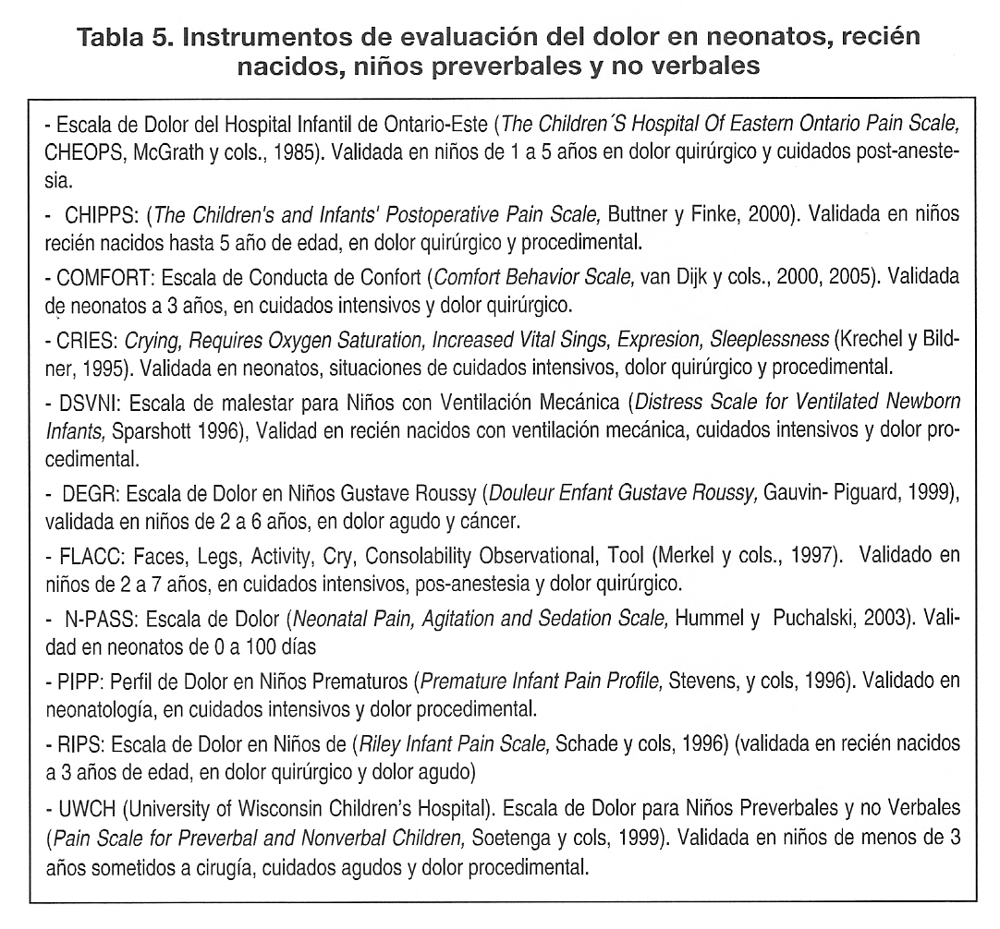 Tabla 5. Instrumentos de evaluación del dolor en neonatos, recién
nacidos, niños preverbales y no verbales
- Escala de Dolor del Hospital Infantil de Ontario-Este (The Children´S Hospital Of Eastern Ontario Pain Scale,
CHEOPS, McGrath y cols., 1985). Validada en niños de 1 a 5 años en dolor quirúrgico y cuidados post-aneste-
sia.
- CHIPPS: (The Children's and Infants' Postoperative Pain Scale, Buttner y Finke, 2000). Validada en niños
recién nacidos hasta 5 año de edad, en dolor quirúrgico y procedimental.
- COMFORT: Escala de Conducta de Confort (Comfort Behavior Scale, van Dijk y cols., 2000, 2005). Validada
de neonatos a 3 años, en cuidados intensivos y dolor quirúrgico.
- CRIES: Crying, Requires Oxygen Saturation, Increased Vital Sings, Expresion, Sleeplessness (Krechel y Bild-
ner, 1995). Validada en neonatos, situaciones de cuidados intensivos, dolor quirúrgico y procedimental.
- DSVNI: Escala de malestar para Niños con Ventilación Mecánica (Distress Scale for Ventilated Newborn
Infants, Sparshott 1996), Validad en recién nacidos con ventilación mecánica, cuidados intensivos y dolor pro-
cedimental.
- DEGR: Escala de Dolor en Niños Gustave Roussy (Douleur Enfant Gustave Roussy, Gauvin- Piguard, 1999),
validada en niños de 2 a 6 años, en dolor agudo y cáncer.
- FLACC: Faces, Legs, Activity, Cry, Consolability Observational, Tool (Merkel y cols., 1997). Validado en
niños de 2 a 7 años, en cuidados intensivos, pos-anestesia y dolor quirúrgico.
- N-PASS: Escala de Dolor (Neonatal Pain, Agitation and Sedation Scale, Hummel y Puchalski, 2003). Vali-
dad en neonatos de 0 a 100 días
- PIPP: Perfil de Dolor en Niños Prematuros (Premature Infant Pain Profile, Stevens, y cols, 1996). Validado en
neonatología, en cuidados intensivos y dolor procedimental.
- RIPS: Escala de Dolor en Niños de (Riley Infant Pain Scale, Schade y cols, 1996) (validada en recién nacidos
a 3 años de edad, en dolor quirúrgico y dolor agudo)
- UWCH (University of Wisconsin Children’s Hospital). Escala de Dolor para Niños Preverbales y no Verbales
(Pain Scale for Preverbal and Nonverbal Children, Soetenga y cols, 1999). Validada en niños de menos de 3
años sometidos a cirugía, cuidados agudos y dolor procedimental.